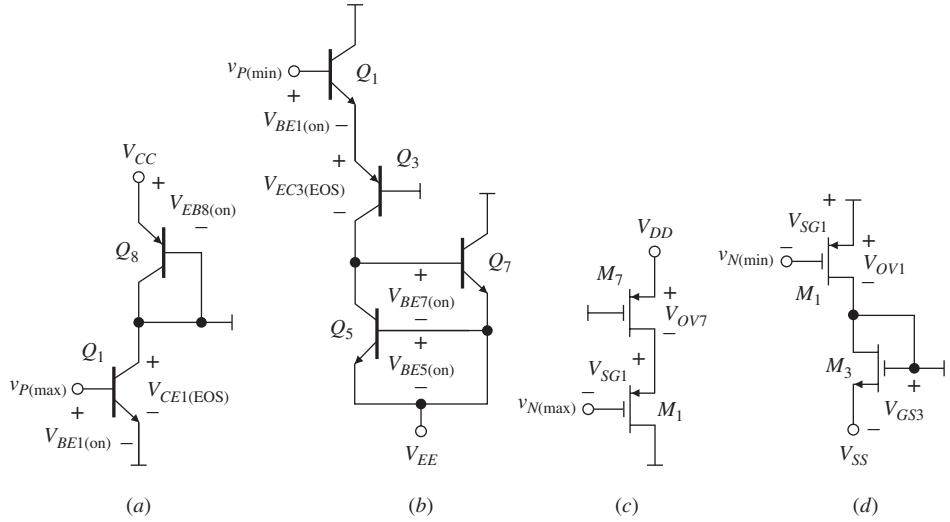 V_CC
+
V_EB8(on)
−
Q_8
Q_1
+
v_P(max)
V_CE1(EOS)
+
−
V_BE1(on)
−
(a)
v_P(min)
Q_1
+
V_BE1(on)
−
+
Q_3
V_EC3(EOS)
−
Q_7
+
V_BE7(on)
−
Q_5
+
V_BE5(on)
−
V_EE
(b)
V_DD
M_7
+
V_OV7
−
V_SG1
+
−
v_N(max)
M_1
(c)
+
V_SG1
−
+
v_N(min)
V_OV1
−
M_1
M_3
+
V_GS3
−
V_SS
(d)